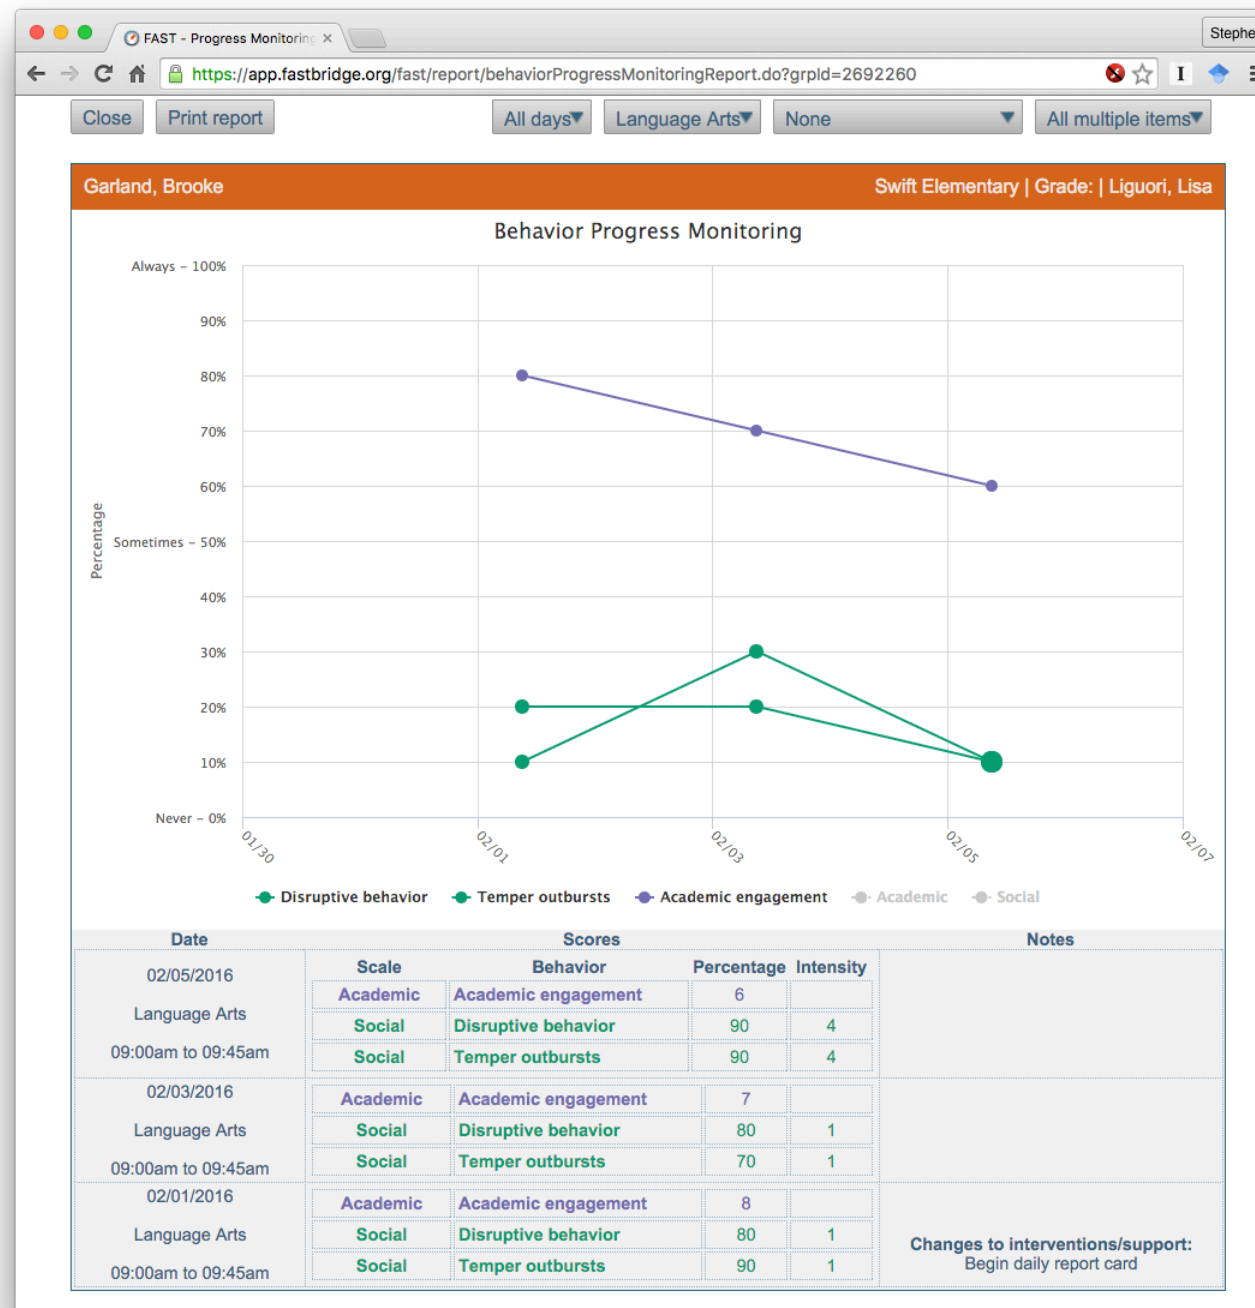 FAST - Progress Monitoring
Stephe
https://app.fastbridge.org/fast/report/behaviorProgressMonitoringReport.do?grpId=2692260
Close Print report All days Language Arts None All multiple items
Garland, Brooke Swift Elementary | Grade: | Liguori, Lisa
Behavior Progress Monitoring
Always – 100%
90%
80%
70%
60%
Sometimes – 50%
40%
30%
20%
10%
Never – 0%
Percentage
01/30 02/01 02/03 02/05 02/07
Disruptive behavior Temper outbursts Academic engagement Academic Social
Date Scores Notes
02/05/2016
Language Arts
09:00am to 09:45am
Scale Behavior Percentage Intensity
Academic Academic engagement 6
Social Disruptive behavior 90 4
Social Temper outbursts 90 4
02/03/2016
Language Arts
09:00am to 09:45am
Academic Academic engagement 7
Social Disruptive behavior 80 1
Social Temper outbursts 70 1
02/01/2016
Language Arts
09:00am to 09:45am
Academic Academic engagement 8
Social Disruptive behavior 80 1
Social Temper outbursts 90 1
Changes to interventions/support:
Begin daily report card